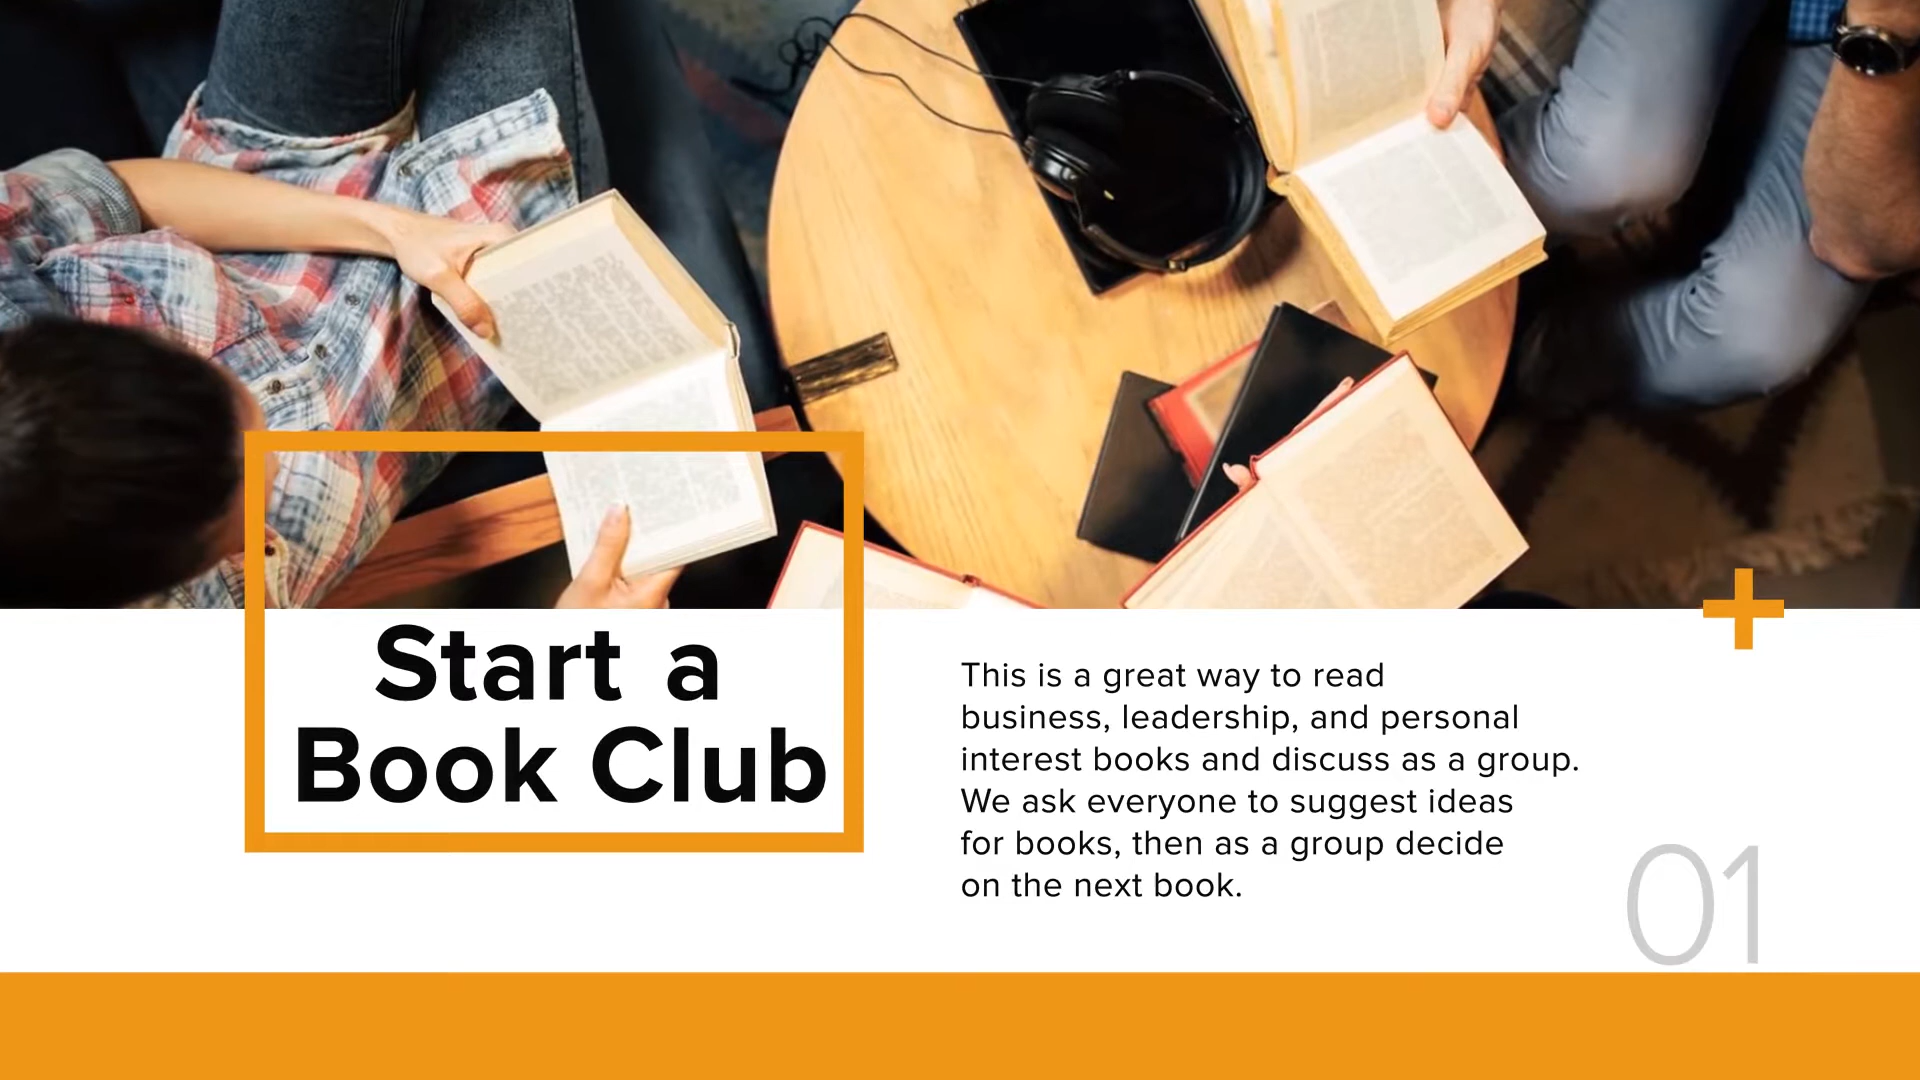 Start a
Book Club
This is a great way to read
business, leadership, and personal
interest books and discuss as a group.
We ask everyone to suggest ideas
for books, then as a group decide
on the next book.
01